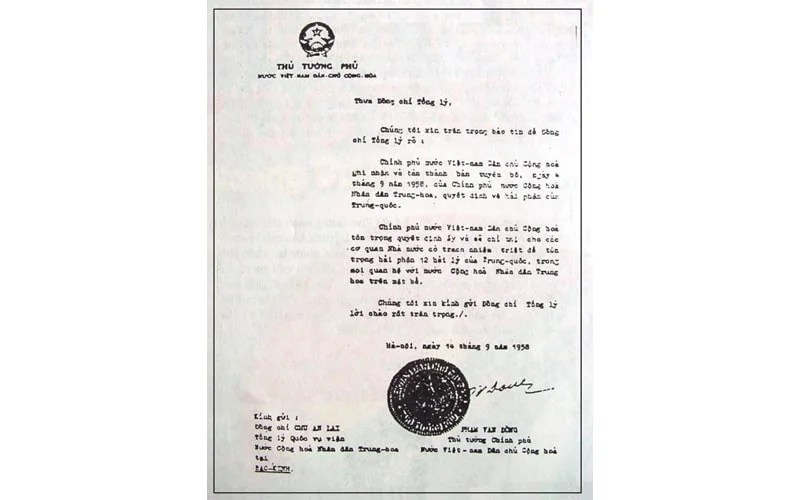 THỦ TƯỚNG PHỦ
NƯỚC VIỆT-NAM DÂN-CHỦ CỘNG-HÒA
Thưa Đồng chí Tổng lý,
Chúng tôi xin trân trọng báo tin để Đồng
chí Tổng lý rõ :
Chính phủ nước Việt-nam Dân chủ Cộng hoà
ghi nhận và tán thành bản tuyên bố, ngày 4
tháng 9 năm 1958, của Chính phủ nước Cộng hoà
Nhân dân Trung-hoa, quyết định về hải phận của
Trung-quốc.
Chính phủ nước Việt-nam Dân chủ Cộng hoà
tôn trọng quyết định ấy và sẽ chỉ thị cho các
cơ quan Nhà nước có trách nhiệm triệt để tôn
trọng hải phận 12 hải lý của Trung-quốc, trong
mọi quan hệ với nước Cộng hoà Nhân dân Trung
hoa trên mặt bể.
Chúng tôi xin kính gửi Đồng chí Tổng lý
lời chào rất trân trọng./.
Hà-nội, ngày 14 tháng 9 năm 1958
Kính gửi :
Đồng chí CHU AN LAI
Tổng lý Quốc vụ viện
Nước Cộng hoà Nhân dân Trung-hoa
tại
BẮC-KINH.
PHẠM VĂN ĐỒNG
Thủ tướng Chính phủ
Nước Việt-nam Dân chủ Cộng hoà